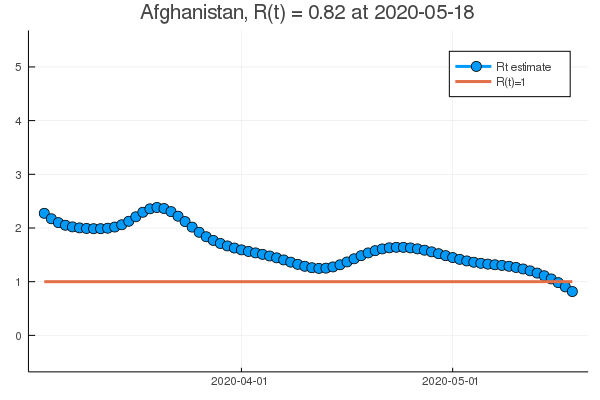 Afghanistan, R(t) = 0.82 at 2020-05-18
Rt estimate
R(t)=1
5
4
3
2
1
0
2020-04-01
2020-05-01